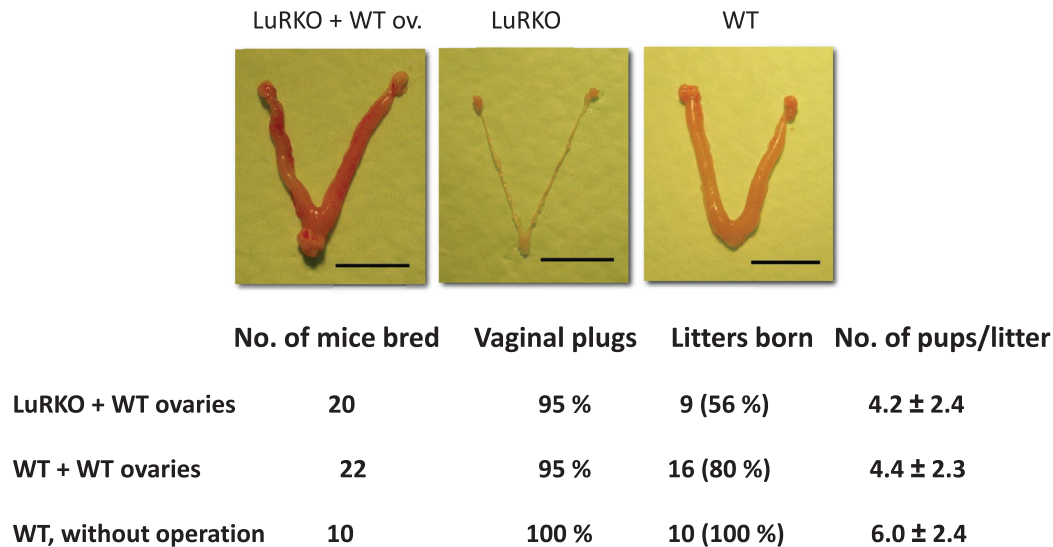 LuRKO + WT ov. LuRKO WT
No. of mice bred Vaginal plugs Litters born No. of pups/litter
LuRKO + WT ovaries 20 95 % 9 (56 %) 4.2 ± 2.4
WT + WT ovaries 22 95 % 16 (80 %) 4.4 ± 2.3
WT, without operation 10 100 % 10 (100 %) 6.0 ± 2.4